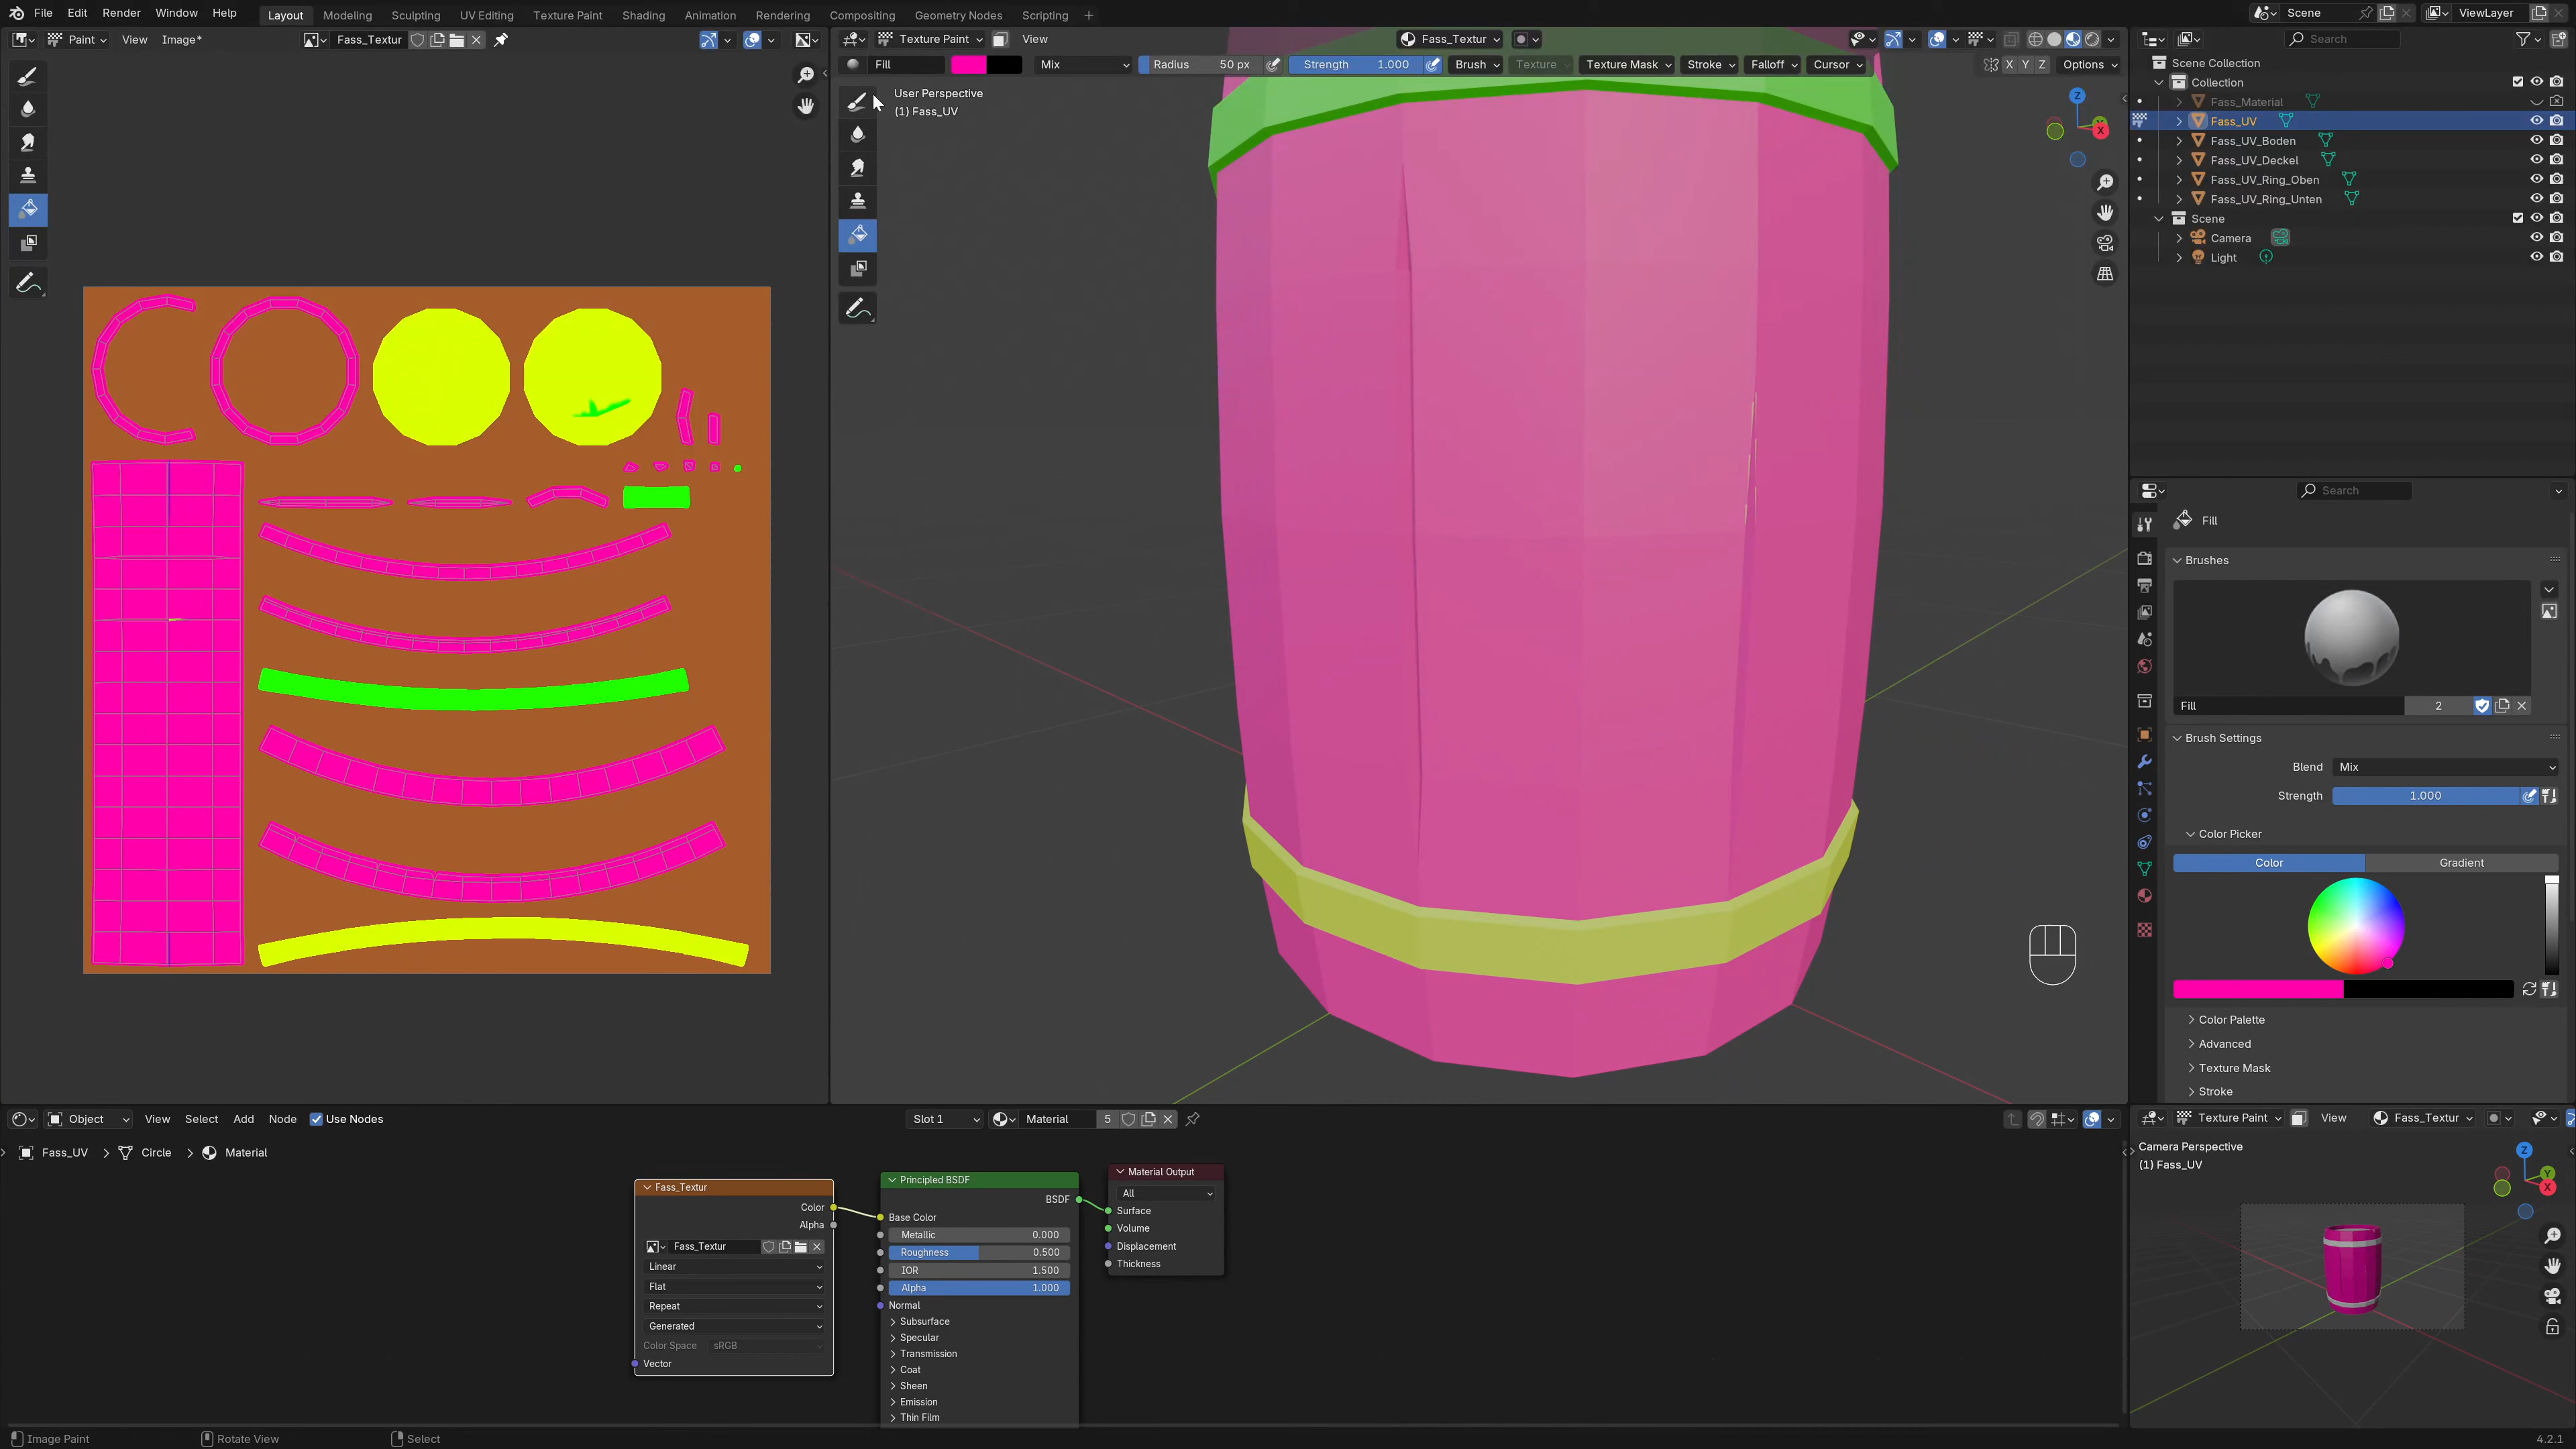 File Edit Render Window Help Layout Modeling Sculpting UV Editing Texture Paint Shading Animation Rendering Compositing Geometry Nodes Scripting + Scene ViewLayer
Paint View Image* Fass_Textur Texture Paint View Fass_Textur Search
Fill Mix Radius 50 px Strength 1.000 Brush Texture Texture Mask Stroke Falloff Cursor X Y Z Options
User Perspective
(1) Fass_UV
Z
X
Scene Collection
Collection
Fass_Material
Fass_UV
Fass_UV_Boden
Fass_UV_Deckel
Fass_UV_Ring_Oben
Fass_UV_Ring_Unten
Scene
Camera
Light
Search
Fill
Brushes
Fill 2
Brush Settings
Blend Mix
Strength 1.000
Color Picker
Color Gradient
Color Palette
Advanced
Texture Mask
Stroke
Object View Select Add Node Use Nodes Slot 1 Material 5
Fass_UV > Circle > Material
Fass_Textur
Color
Alpha
Fass_Textur
Linear
Flat
Repeat
Generated
Color Space sRGB
Vector
Principled BSDF
BSDF
Base Color
Metallic 0.000
Roughness 0.500
IOR 1.500
Alpha 1.000
Normal
Subsurface
Specular
Transmission
Coat
Sheen
Emission
Thin Film
Material Output
All
Surface
Volume
Displacement
Thickness
Texture Paint View Fass_Textur
Camera Perspective
(1) Fass_UV
Z
Y
X
Image Paint Rotate View Select 4.2.1